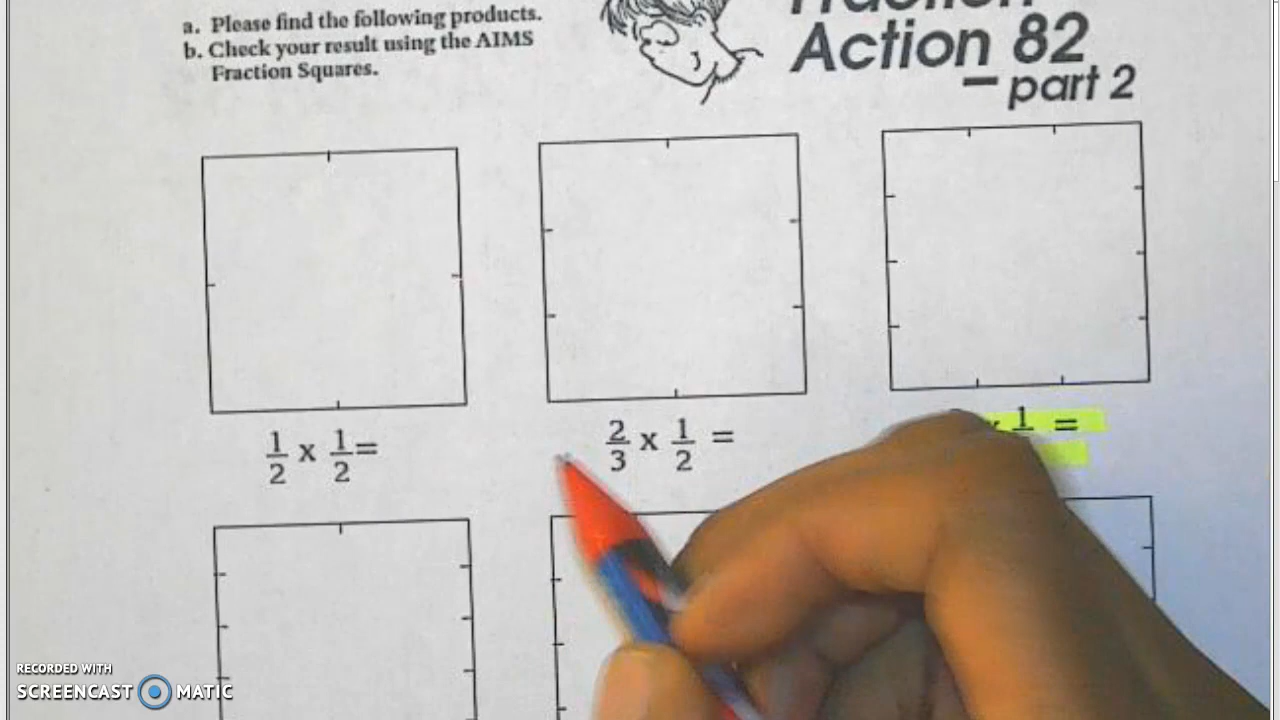 a. Please find the following products.
b. Check your result using the AIMS
Fraction Squares.
Fraction
Action 82
– part 2
1/2 x 1/2 =
2/3 x 1/2 =
x 1 =
RECORDED WITH
SCREENCAST MATIC